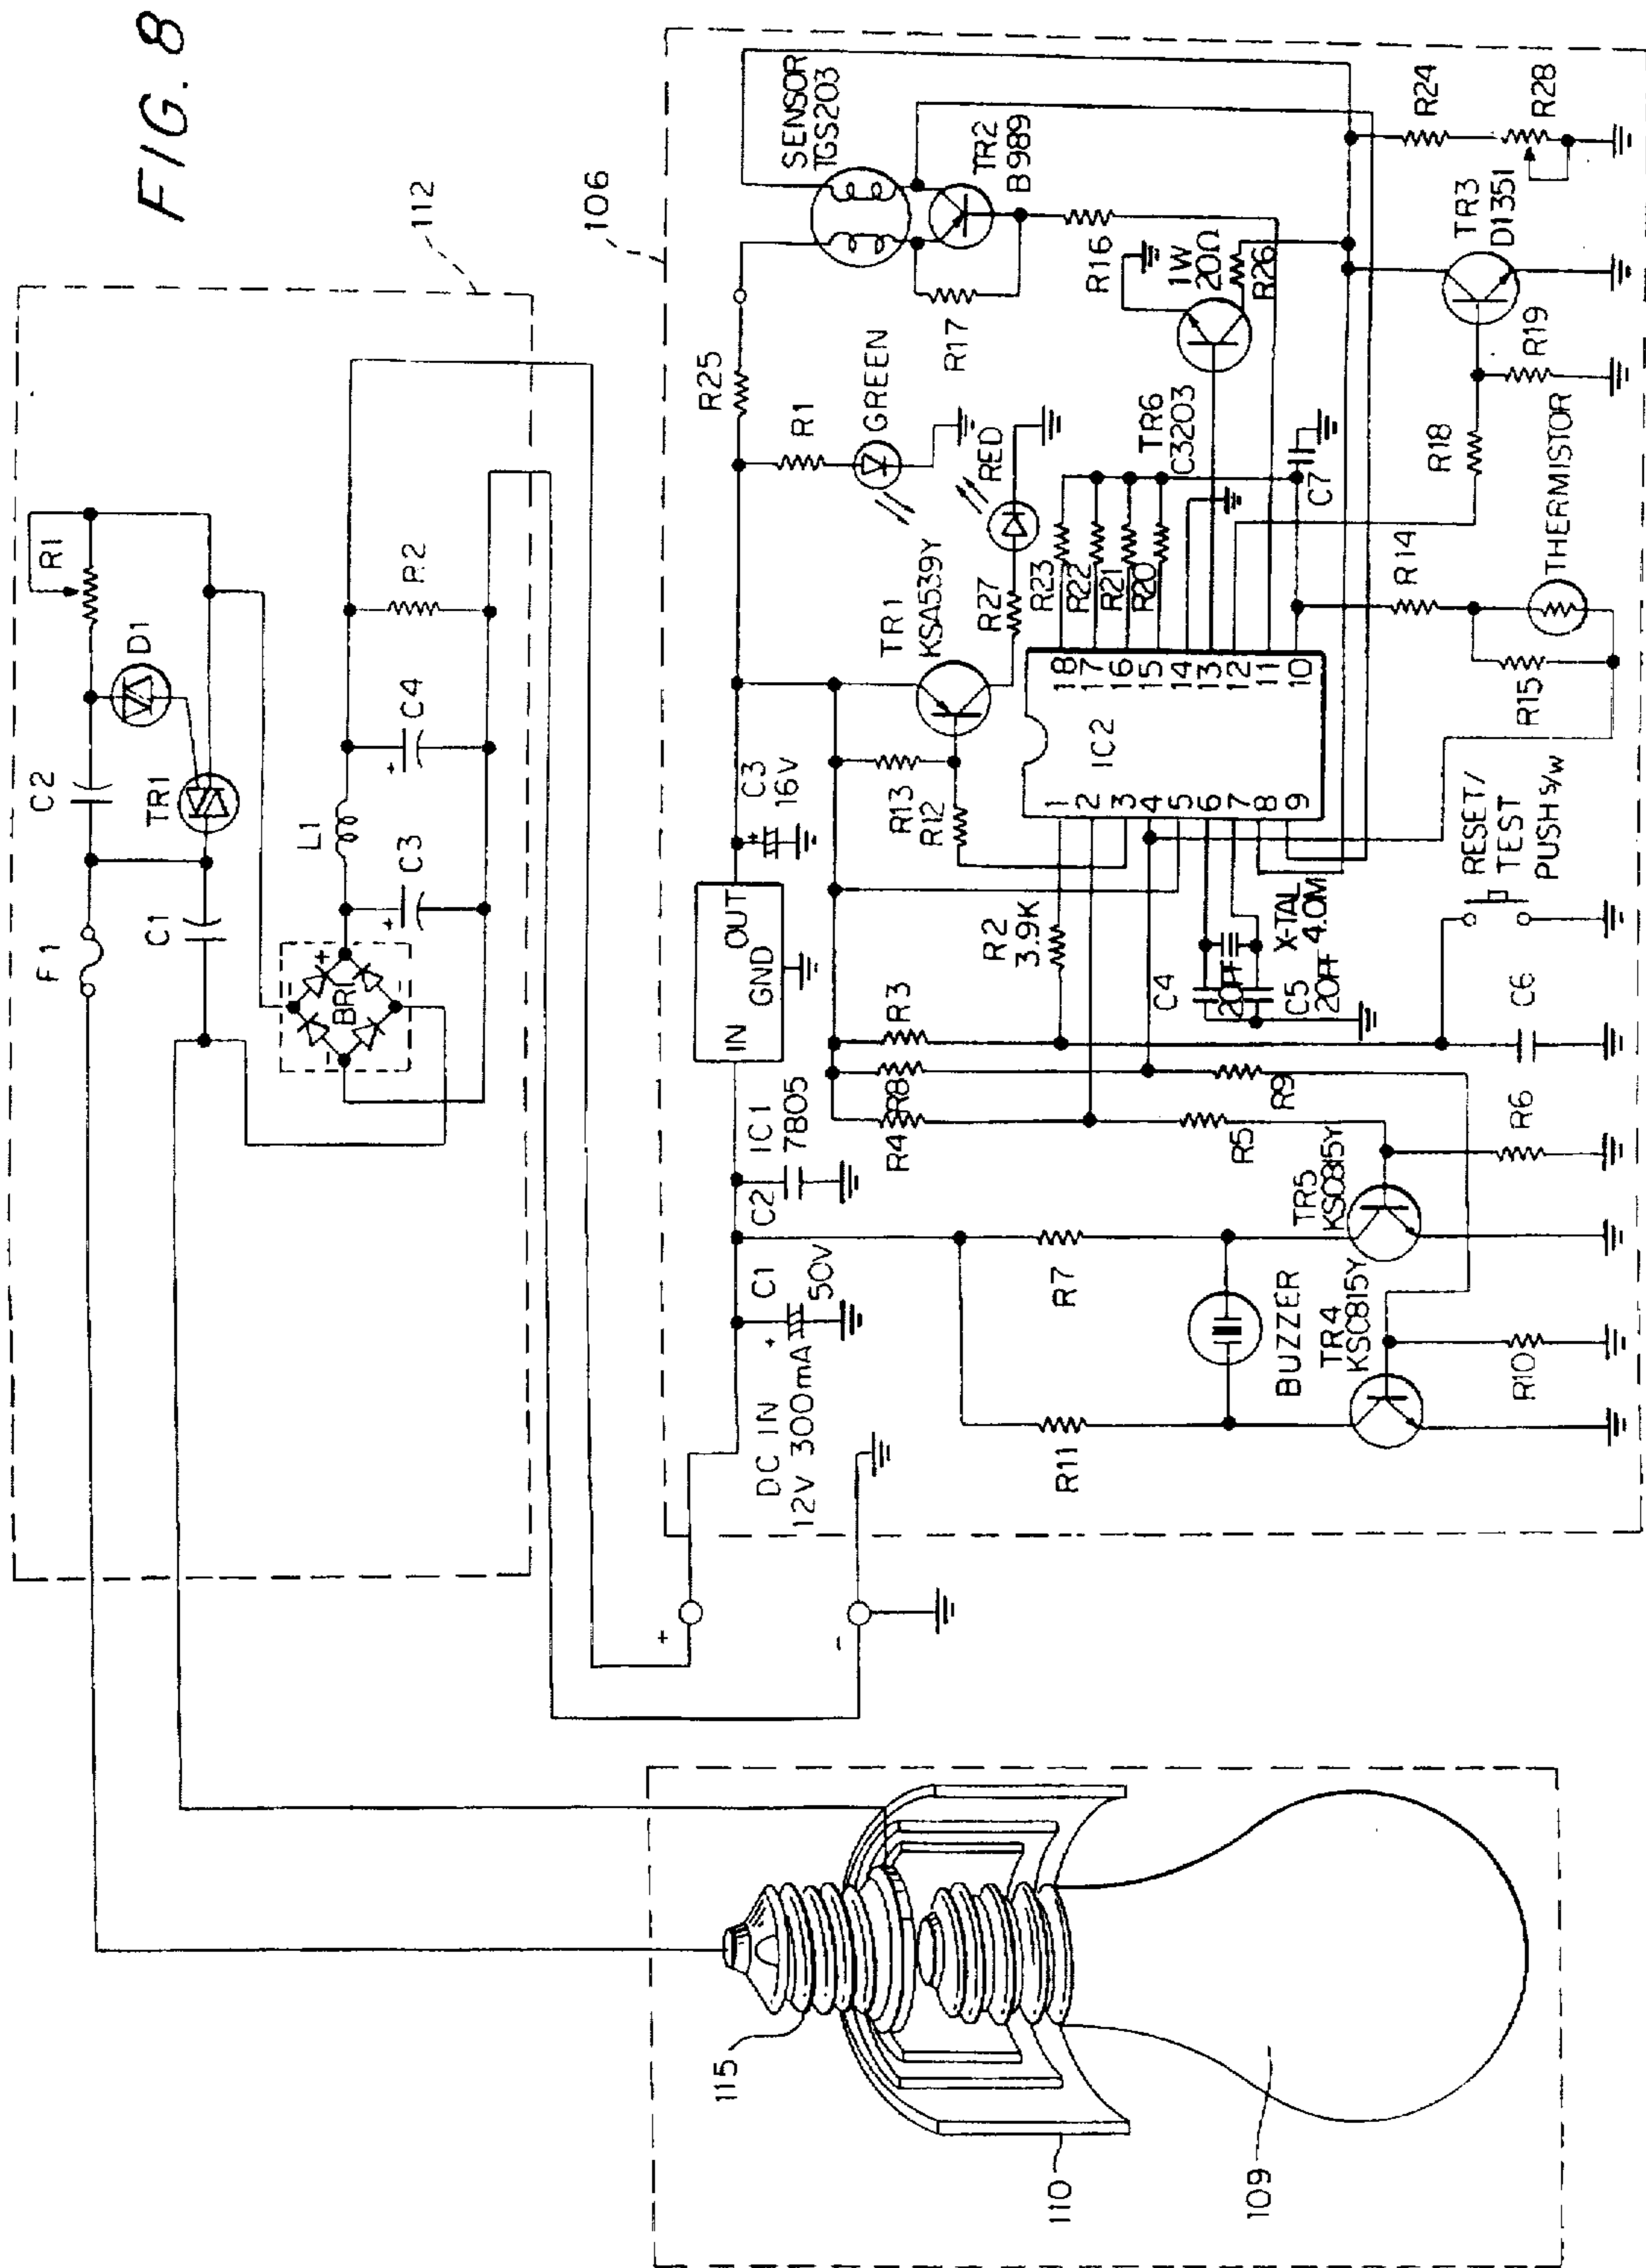 FIG. 8
112
F1
C2
R1
C1
TR1
D1
L1
BR1
+
C3
+
C4
+
R2
106
+
-
DC IN
12V 300mA
C1
+
50V
C2
IC1
7805
IN
OUT
GND
C3
+
16V
R25
SENSOR
TGS203
R1
GREEN
R17
TR2
B989
R16
TR1
KSA539Y
R27
RED
R13
R12
R2
3.9K
R3
R8
R4
R5
R9
IC2
1
2
3
4
5
6
7
8
9
18
17
16
15
14
13
12
11
10
R23
R22
R21
R20
TR6
C3203
1W
20Ω
R26
C7
C4
20PF
X-TAL
4.0M
C5
20PF
R7
R11
BUZZER
TR4
KSC815Y
TR5
KSC815Y
R10
R6
C6
RESET/
TEST
PUSH S/W
R14
R15
THERMISTOR
R18
R19
TR3
D1351
R24
R28
115
110
109